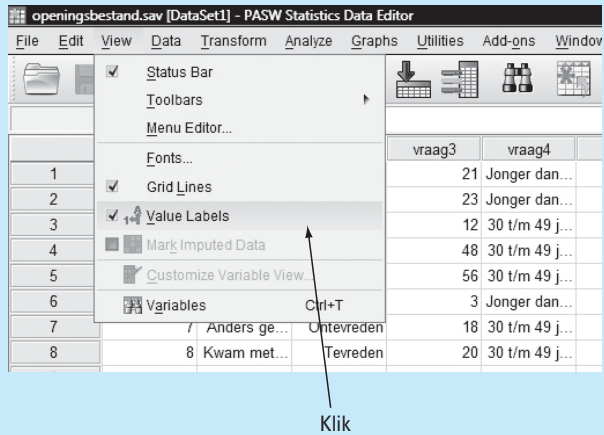 openingsbestand.sav [DataSet1] - PASW Statistics Data Editor
File Edit View Data Transform Analyze Graphs Utilities Add-ons Window
Status Bar
Toolbars
Menu Editor...
Fonts...
Grid Lines
Value Labels
Mark Imputed Data
Customize Variable View...
Variables Ctrl+T
vraag3 vraag4
1 21 Jonger dan...
2 23 Jonger dan...
3 12 30 t/m 49 j...
4 48 30 t/m 49 j...
5 56 30 t/m 49 j...
6 3 Jonger dan...
7 7 Anders ge... Ontevreden 18 30 t/m 49 j...
8 8 Kwam met... Tevreden 20 30 t/m 49 j...
Klik